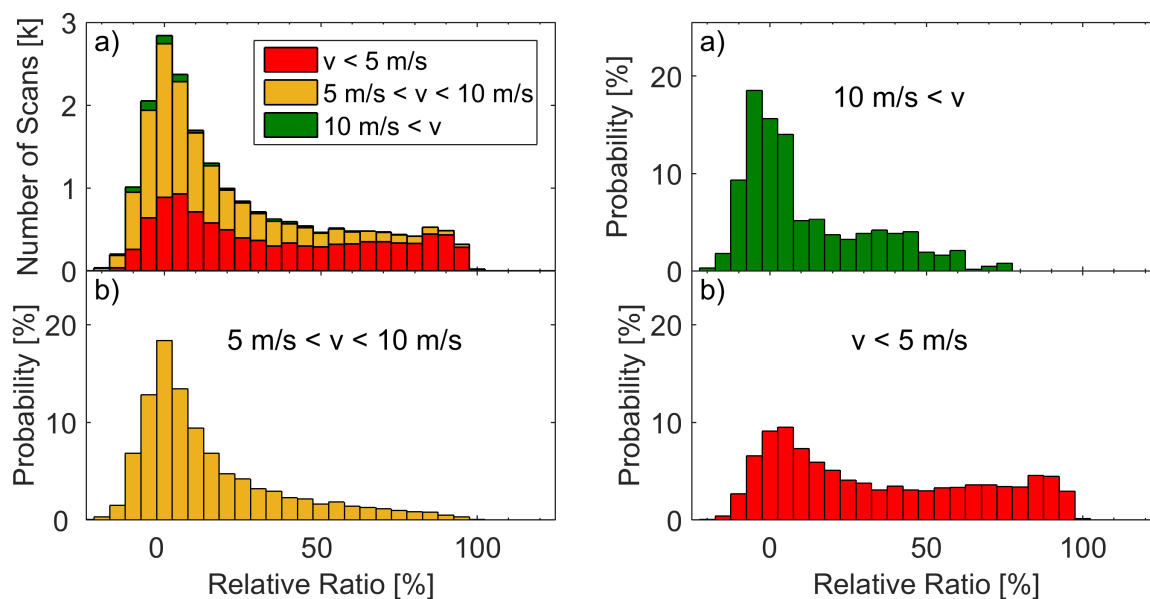 a)
Number of Scans [k]
3
2
1
0
v < 5 m/s
5 m/s < v < 10 m/s
10 m/s < v
a)
Probability [%]
20
10
0
10 m/s < v
b)
Probability [%]
20
10
0
5 m/s < v < 10 m/s
0 50 100
Relative Ratio [%]
b)
Probability [%]
20
10
0
v < 5 m/s
0 50 100
Relative Ratio [%]